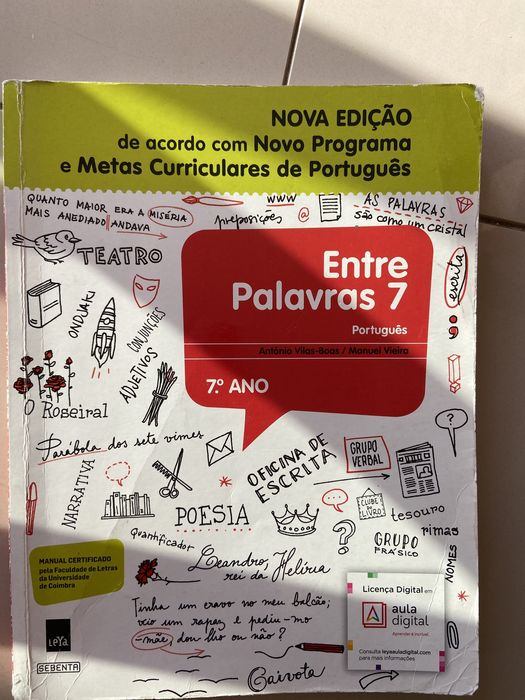 NOVA EDIÇÃO
de acordo com Novo Programa
e Metas Curriculares de Português
QUANTO MAIOR ERA A MISÉRIA
MAIS ANEDIADO ANDAVA
WWW
preposições @
AS PALAVRAS
são como um cristal
TEATRO
escrita
Entre
Palavras 7
Português
António Vilas-Boas / Manuel Vieira
7.º ANO
ONDJAKI
CONJUNÇÕES
ADJETIVOS
O Roseiral
Parábola dos sete vimes
NARRATIVA
OFICINA DE
ESCRITA
GRUPO
VERBAL
CLUBE
do
LIVRO
tesouro
rimas
POESIA
?
GRUPO
FRÁSICO
NOMES
Quantificador
Leandro,
rei da Helíria
MANUAL CERTIFICADO
pela Faculdade de Letras
da Universidade
de Coimbra
Tinha um cravo no meu balcão;
veio um rapaz e pediu-mo
-mãe, dou-lho ou não?
Gaivota
Licença Digital em
aula
digital
Aprender é incrível.
Consulta leyaauladigital.com
para mais informações
LeYa
SEBENTA